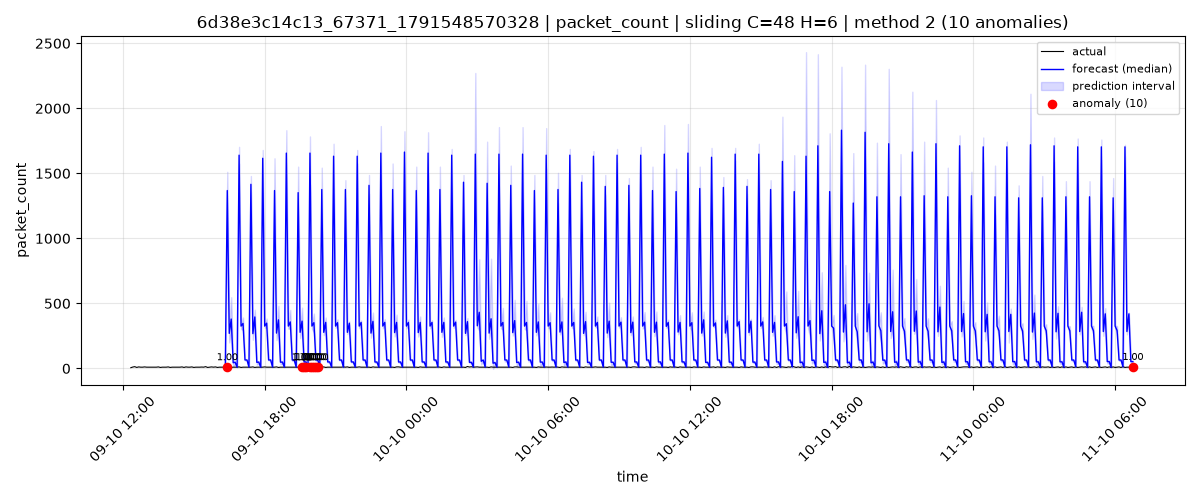 6d38e3c14c13_67371_1791548570328 | packet_count | sliding C=48 H=6 | method 2 (10 anomalies)
actual
forecast (median)
prediction interval
anomaly (10)
packet_count
2500
2000
1500
1000
500
0
1.00
1.00
09-10 12:00
09-10 18:00
10-10 00:00
10-10 06:00
10-10 12:00
10-10 18:00
11-10 00:00
11-10 06:00
time